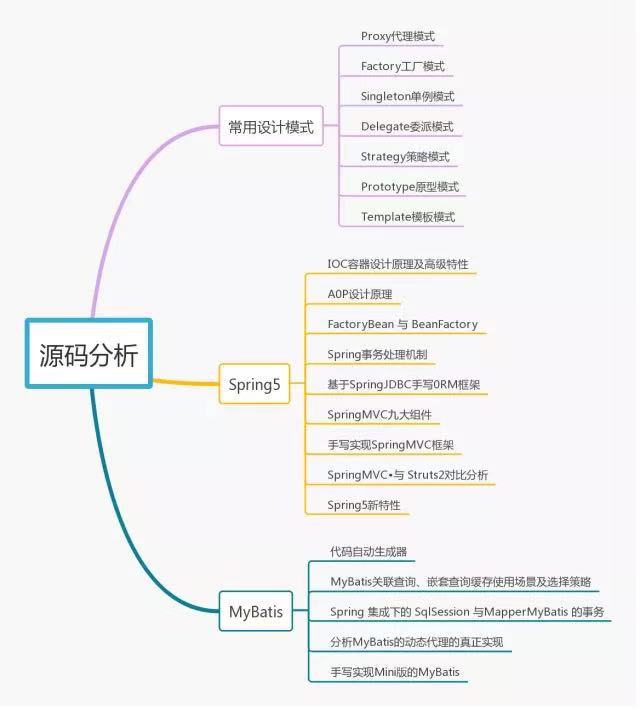 源码分析
常用设计模式
Proxy代理模式
Factory工厂模式
Singleton单例模式
Delegate委派模式
Strategy策略模式
Prototype原型模式
Template模板模式
Spring5
IOC容器设计原理及高级特性
A0P设计原理
FactoryBean 与 BeanFactory
Spring事务处理机制
基于SpringJDBC手写0RM框架
SpringMVC九大组件
手写实现SpringMVC框架
SpringMVC•与 Struts2对比分析
Spring5新特性
MyBatis
代码自动生成器
MyBatis关联查询、嵌套查询缓存使用场景及选择策略
Spring 集成下的 SqlSession 与MapperMyBatis 的事务
分析MyBatis的动态代理的真正实现
手写实现Mini版的MyBatis